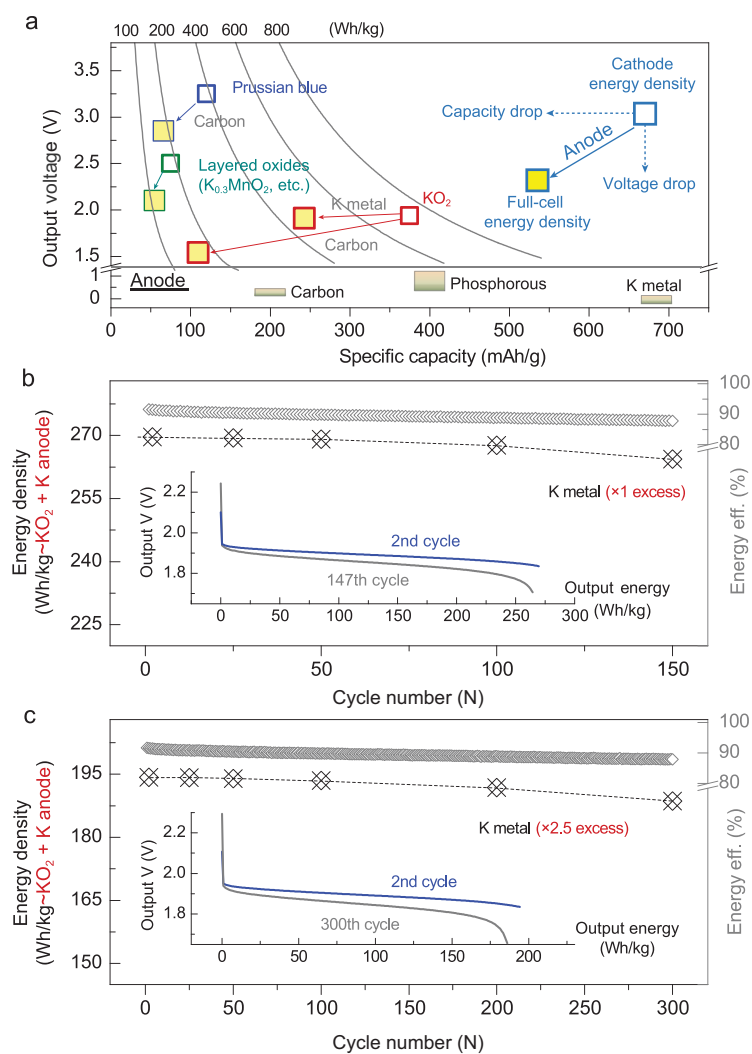 a
100 200 400 600 800 (Wh/kg)
Output voltage (V)
3.5
3.0
2.5
2.0
1.5
1
0
Prussian blue
Carbon
Layered oxides
(K0.3MnO2, etc.)
K metal
KO2
Carbon
Cathode
energy density
Capacity drop
Anode
Voltage drop
Full-cell
energy density
Anode
Carbon
Phosphorous
K metal
0 100 200 300 400 500 600 700
Specific capacity (mAh/g)
b
Energy density
(Wh/kg~KO2 + K anode)
270
255
240
225
100
90
80
Energy eff. (%)
K metal (×1 excess)
Output V (V)
2.2
2.0
1.8
2nd cycle
147th cycle
Output energy
(Wh/kg)
0 50 100 150 200 250 300
0 50 100 150
Cycle number (N)
c
Energy density
(Wh/kg~KO2 + K anode)
195
180
165
150
100
90
80
Energy eff. (%)
K metal (×2.5 excess)
Output V (V)
2.2
2.0
1.8
2nd cycle
300th cycle
Output energy
(Wh/kg)
0 50 100 150 200
0 50 100 150 200 250 300
Cycle number (N)